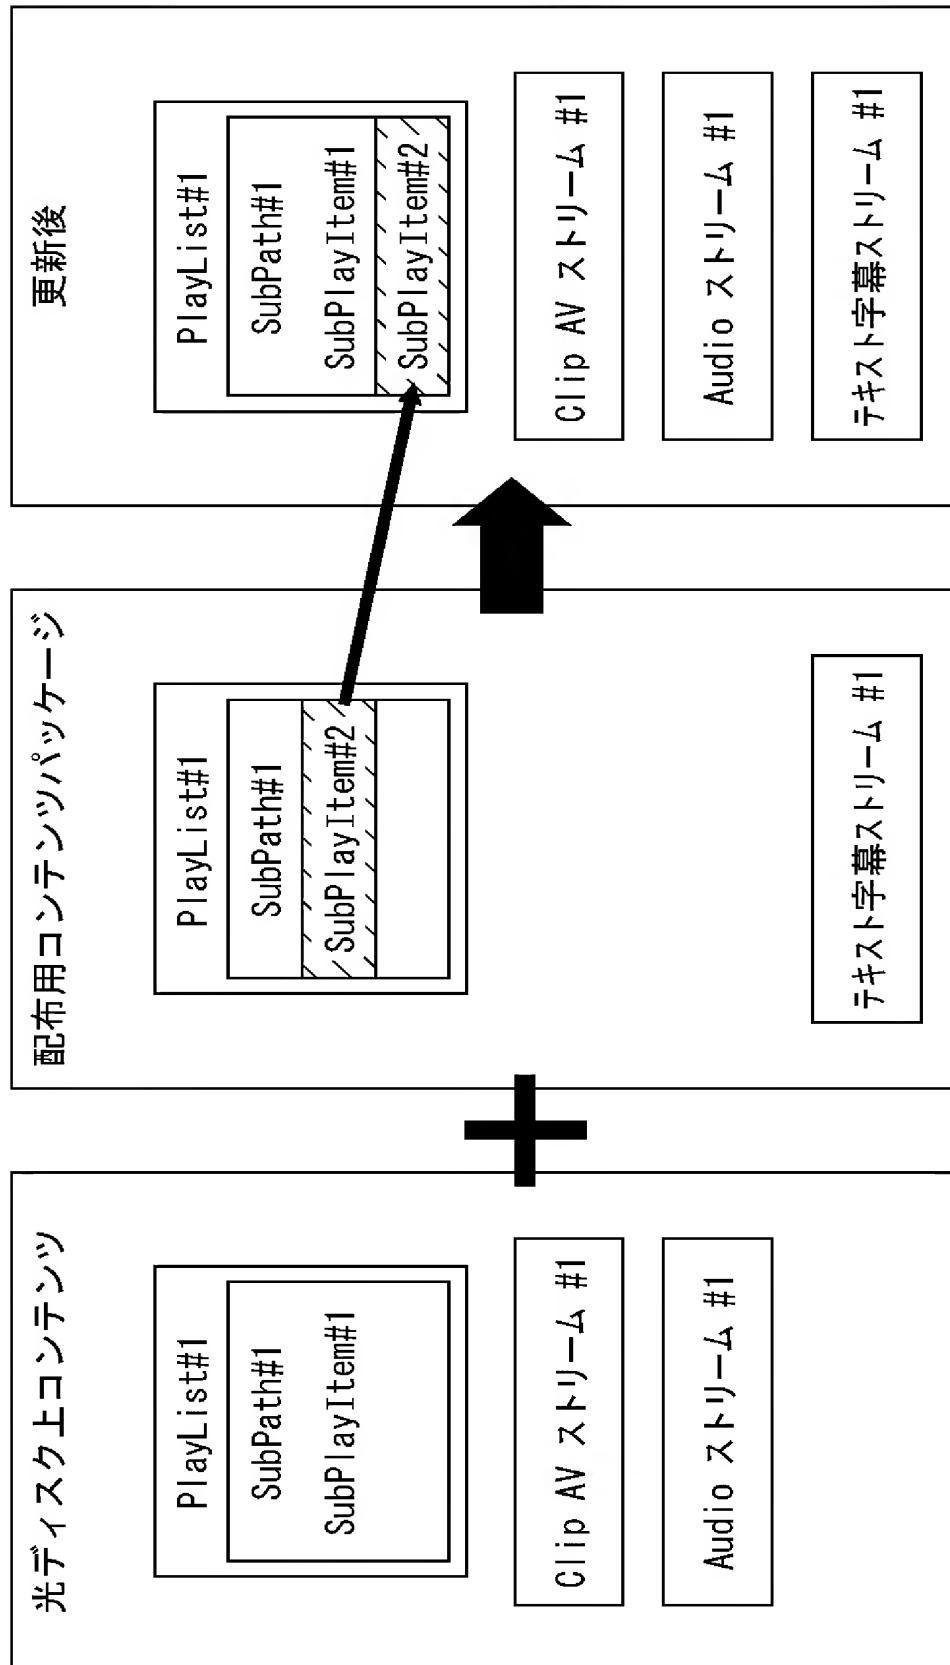 光ディスク上コンテンツ
PlayList#1
SubPath#1
SubPlayItem#1
Clip AV ストリーム #1
Audio ストリーム #1
配布用コンテンツパッケージ
PlayList#1
SubPath#1
SubPlayItem#2
テキスト字幕ストリーム #1
更新後
PlayList#1
SubPath#1
SubPlayItem#1
SubPlayItem#2
Clip AV ストリーム #1
Audio ストリーム #1
テキスト字幕ストリーム #1